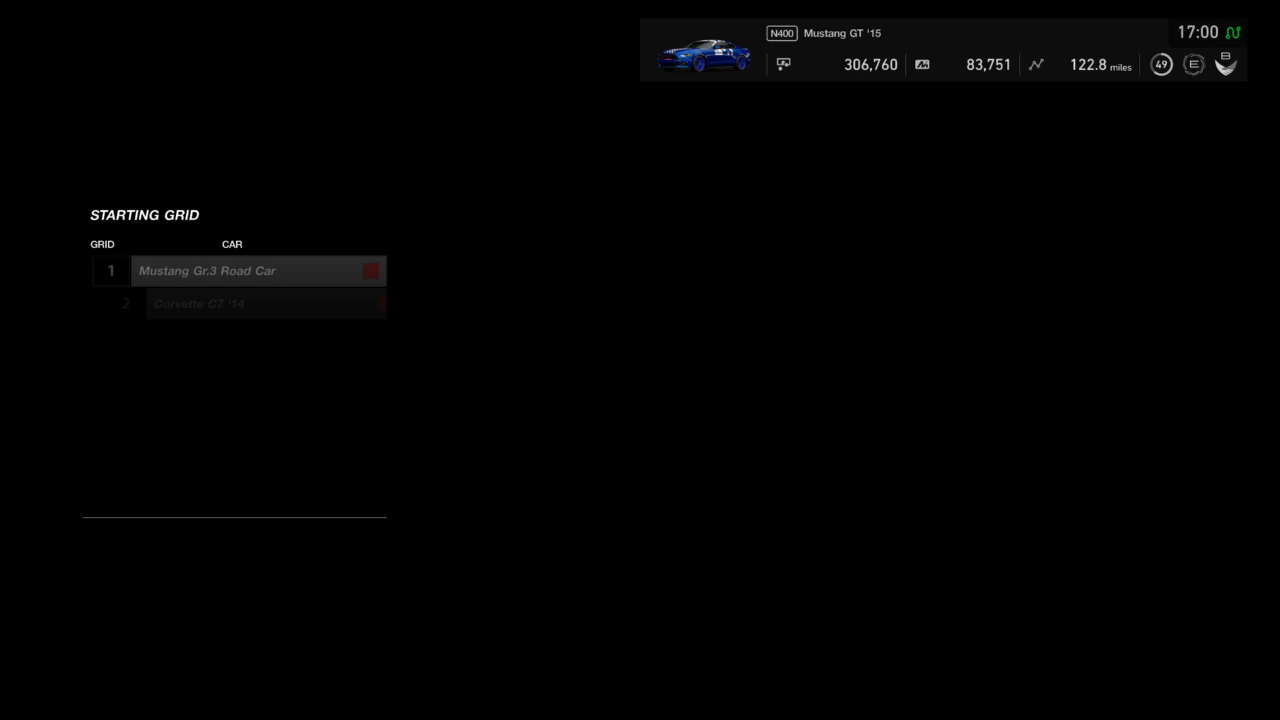 N400 Mustang GT '15
17:00
306,760 83,751 122.8 miles 49 E B
STARTING GRID
GRID CAR
1 Mustang Gr.3 Road Car
2 Corvette C7 '14